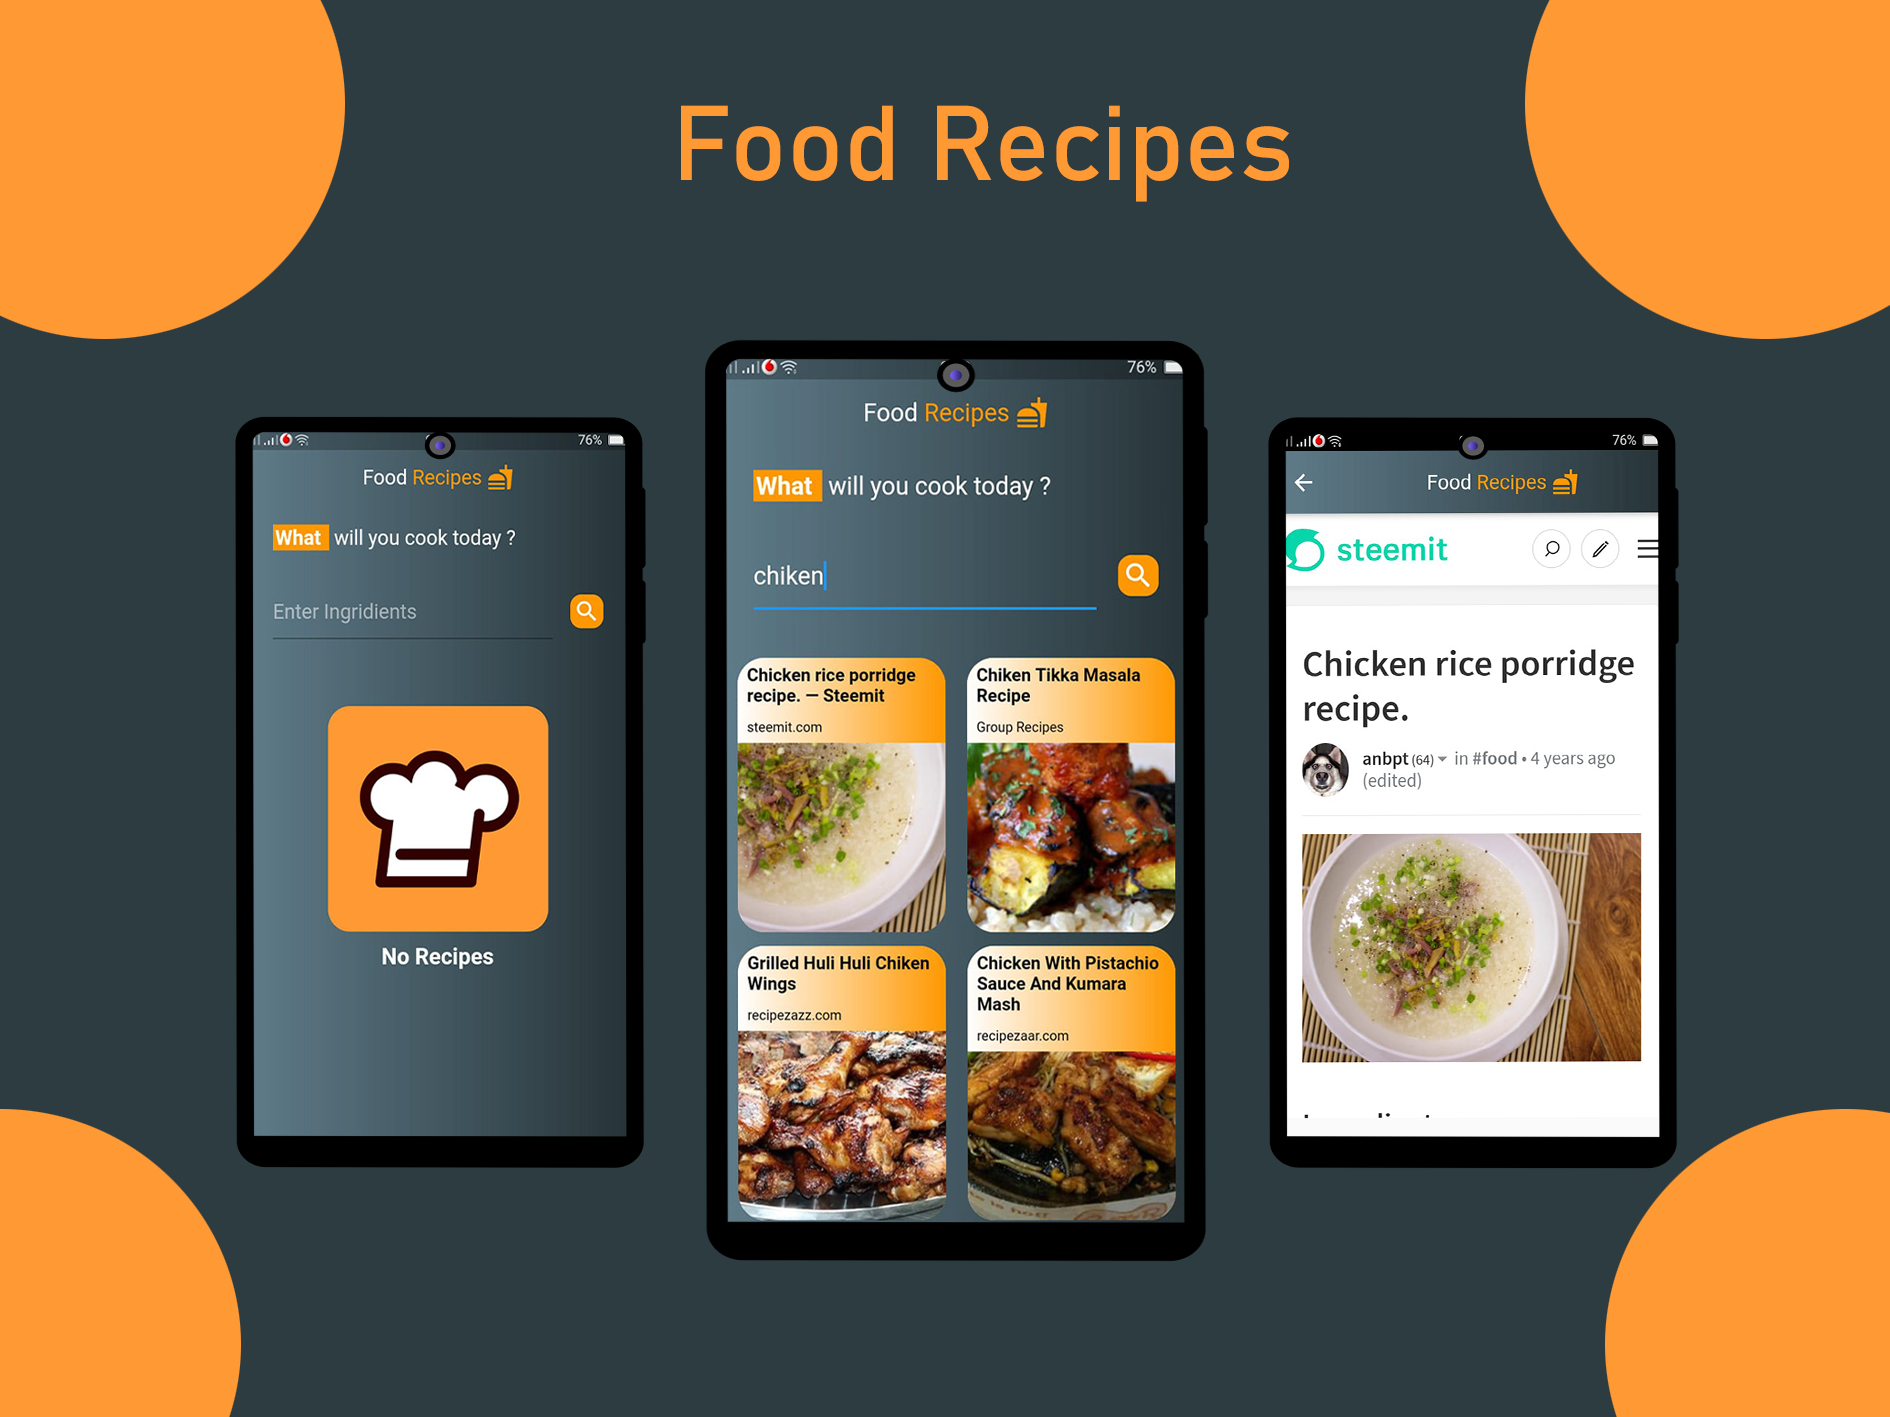 Food Recipes
76%
Food Recipes
What will you cook today ?
Enter Ingridients
No Recipes
76%
Food Recipes
What will you cook today ?
chiken
Chicken rice porridge
recipe. — Steemit
steemit.com
Chiken Tikka Masala
Recipe
Group Recipes
Grilled Huli Huli Chiken
Wings
recipezazz.com
Chicken With Pistachio
Sauce And Kumara
Mash
recipezaar.com
76%
Food Recipes
steemit
Chicken rice porridge
recipe.
anbpt (64) in #food • 4 years ago
(edited)